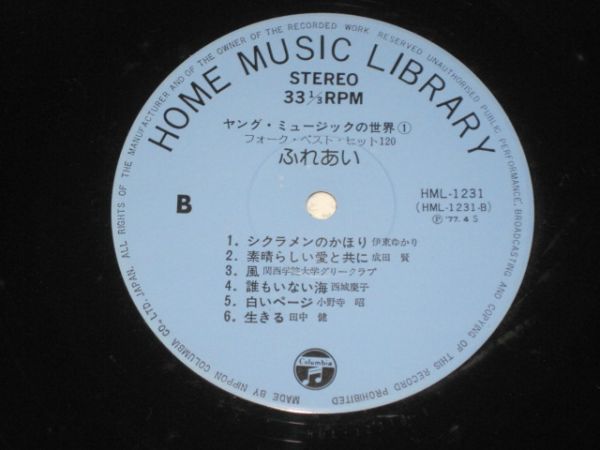 ALL RIGHTS OF THE MANUFACTURER AND OF THE OWNER OF THE RECORDED WORK RESERVED UNAUTHORISED PUBLIC PERFORMANCE, BROADCASTING AND COPYING OF THIS RECORD PROHIBITED
HOME MUSIC LIBRARY
STEREO
33 1/3 RPM
ヤング・ミュージックの世界①
フォーク・ベスト・ヒット120
ふれあい
B
HML-1231
(HML-1231-B)
Ⓟ '77. 4 S
1. シクラメンのかほり 伊東ゆかり
2. 素晴らしい愛と共に 成田 賢
3. 風 関西学院大学グリークラブ
4. 誰もいない海 西城慶子
5. 白いページ 小野寺 昭
6. 生きる 田中 健
Columbia
MADE BY NIPPON COLUMBIA CO., LTD. JAPAN.